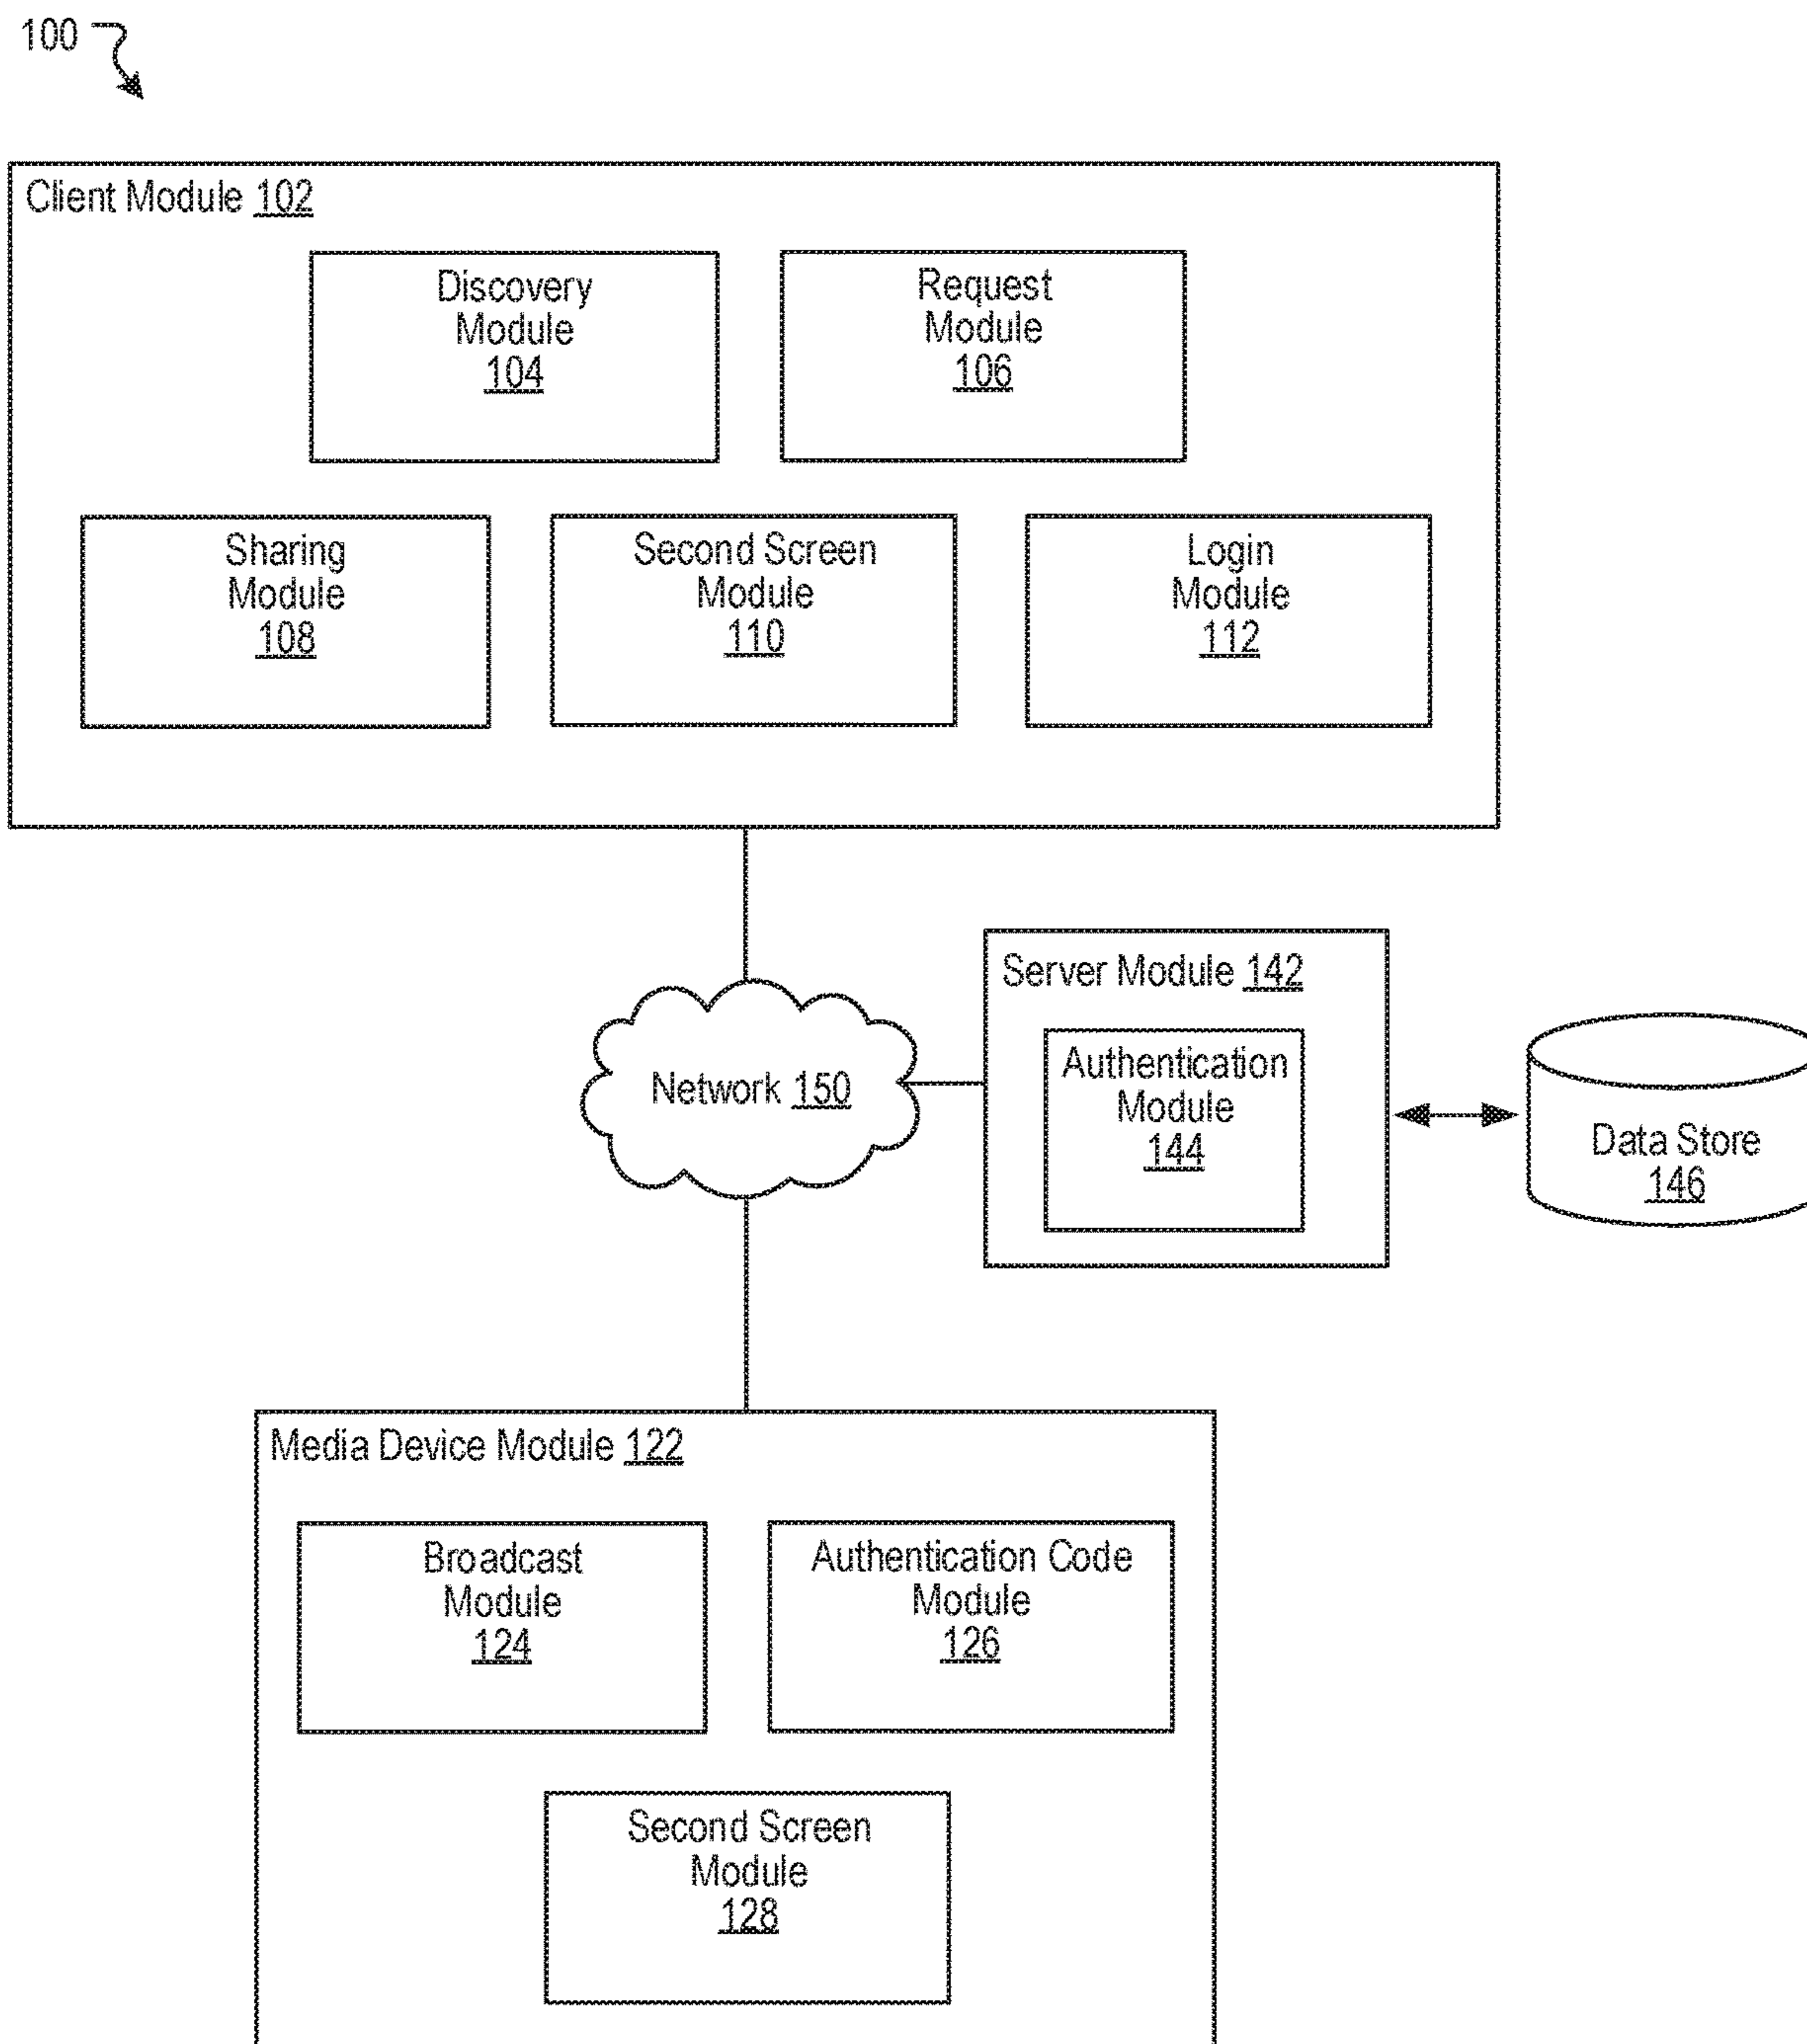 100
Client Module 102
Discovery
Module
104
Request
Module
106
Sharing
Module
108
Second Screen
Module
110
Login
Module
112
Server Module 142
Authentication
Module
144
Network 150
Data Store
146
Media Device Module 122
Broadcast
Module
124
Authentication Code
Module
126
Second Screen
Module
128